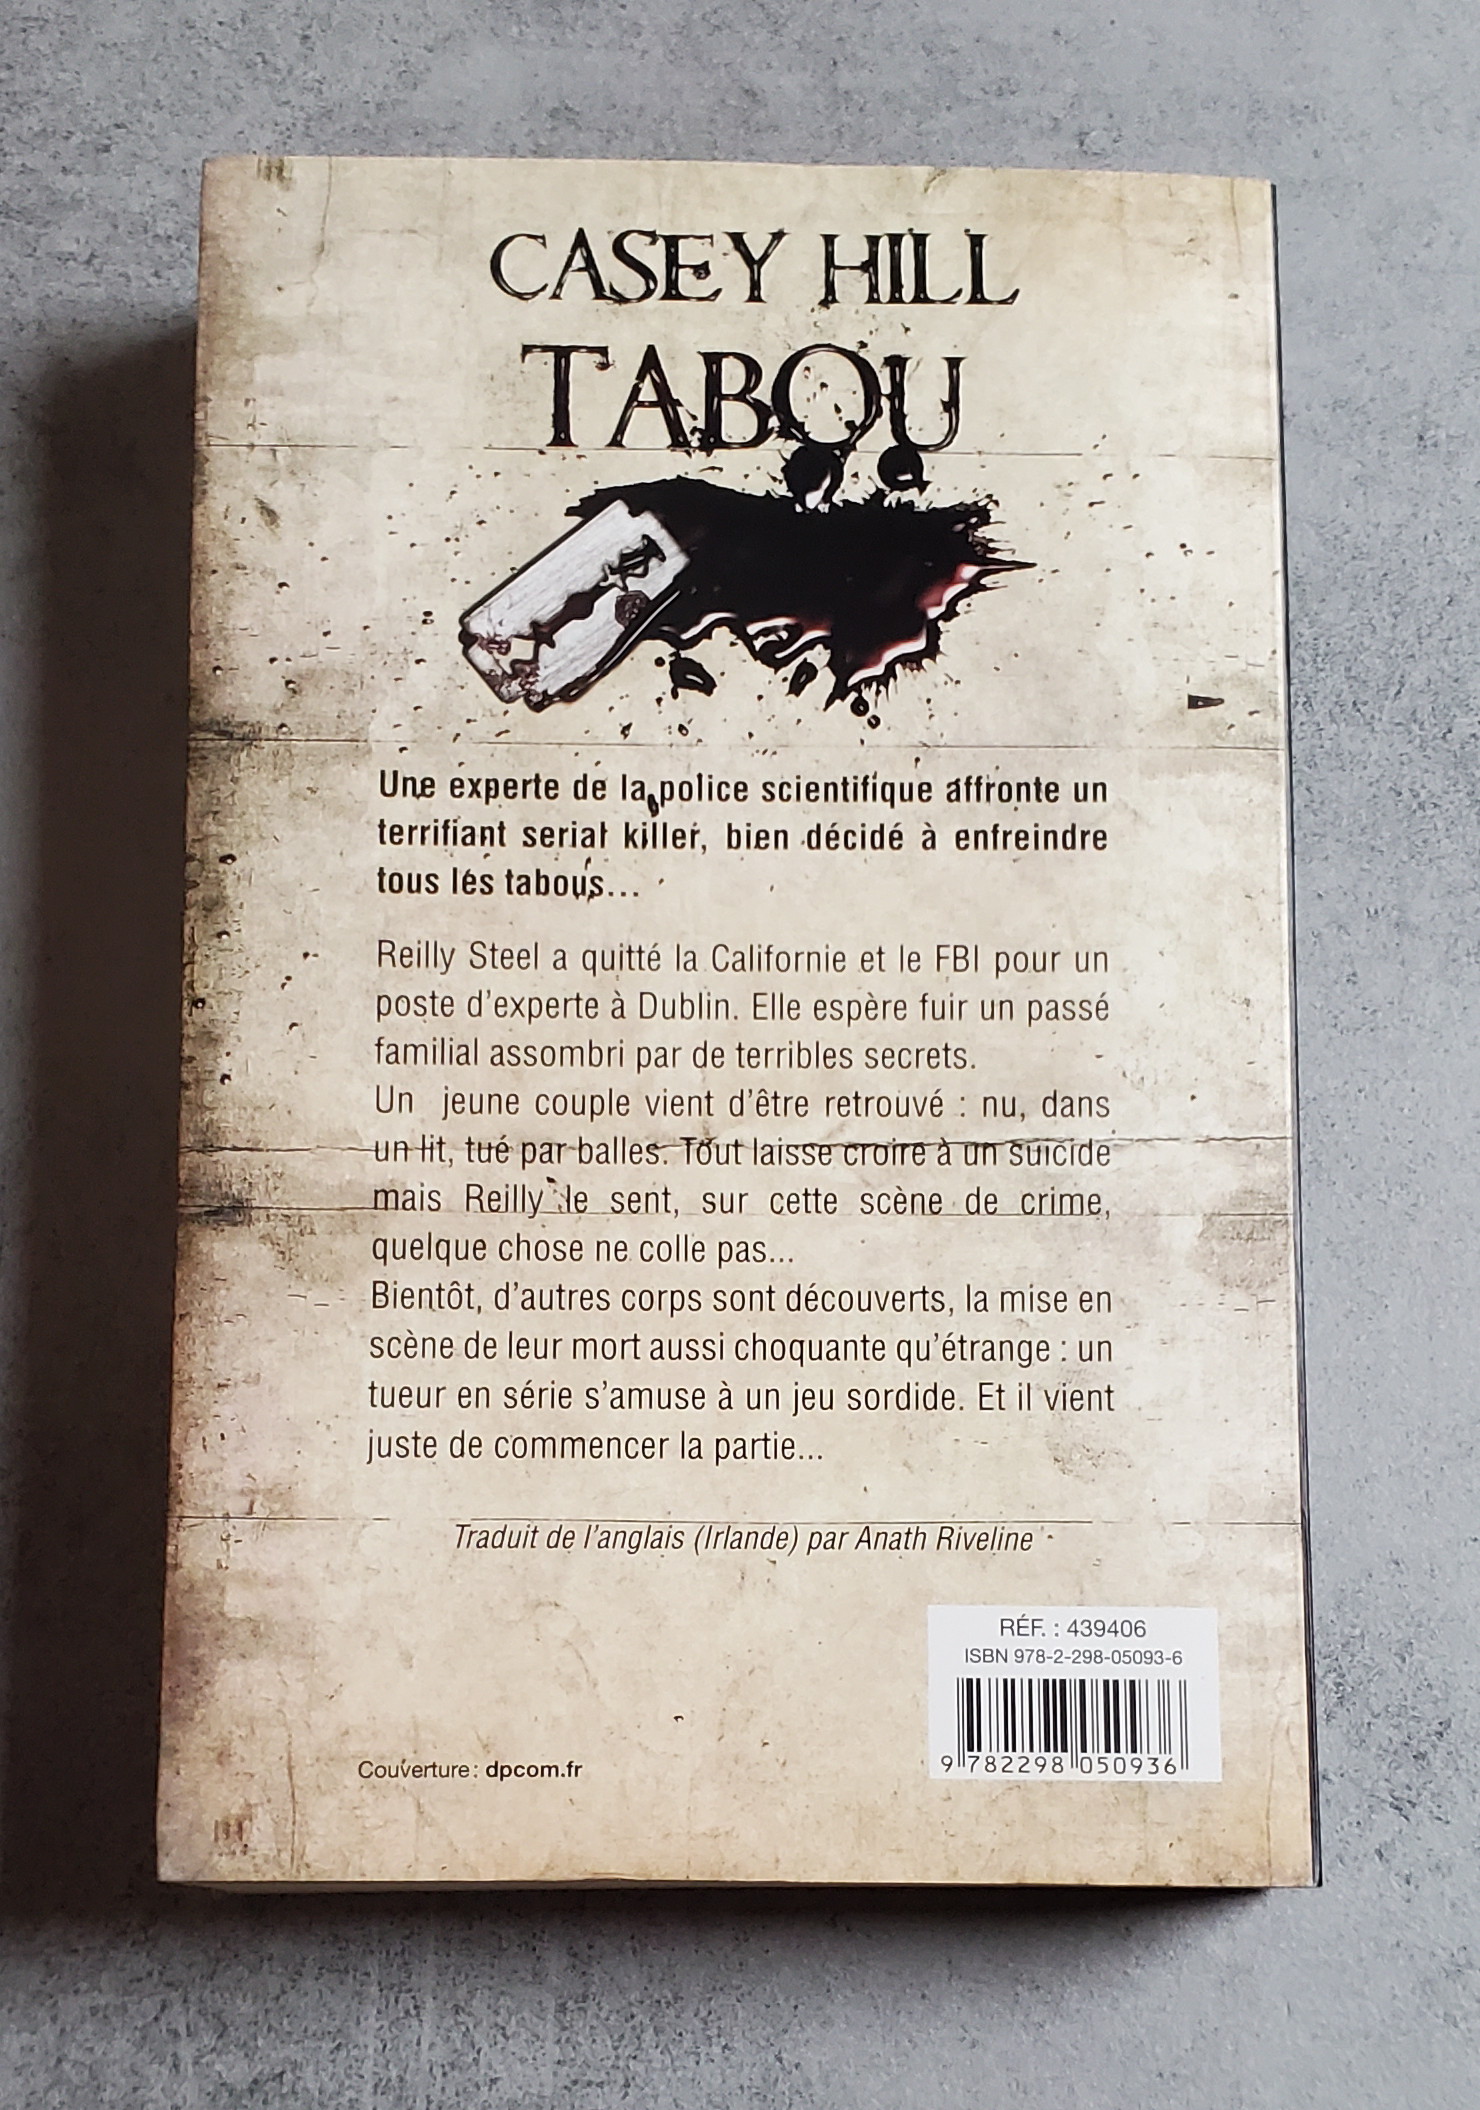 CASEY HILL
TABOU
Une experte de la police scientifique affronte un
terrifiant serial killer, bien décidé à enfreindre
tous les tabous...
Reilly Steel a quitté la Californie et le FBI pour un
poste d'experte à Dublin. Elle espère fuir un passé
familial assombri par de terribles secrets.
Un jeune couple vient d'être retrouvé : nu, dans
un lit, tué par balles. Tout laisse croire à un suicide
mais Reilly le sent, sur cette scène de crime,
quelque chose ne colle pas...
Bientôt, d'autres corps sont découverts, la mise en
scène de leur mort aussi choquante qu'étrange : un
tueur en série s'amuse à un jeu sordide. Et il vient
juste de commencer la partie...
Traduit de l'anglais (Irlande) par Anath Riveline
RÉF. : 439406
ISBN 978-2-298-05093-6
9 782298 050936
Couverture : dpcom.fr